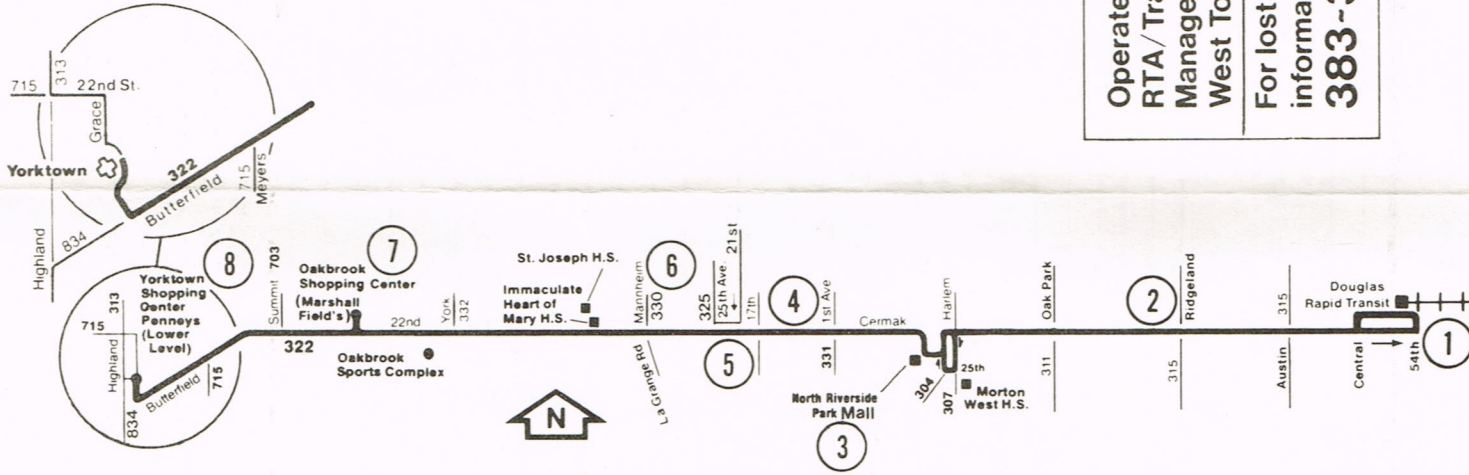 Operate
RTA/Tra
Manage
West To
For lost
informa
383-3
715
313
22nd St.
Grace
Yorktown
322
Butterfield
715
Meyers
834
Highland
8
Yorktown
Shopping
Center
Penneys
(Lower
Level)
313
715
Highland
Butterfield
715
834
Summit
703
7
Oakbrook
Shopping Center
(Marshall
Field's)
322
22nd
Oakbrook
Sports Complex
York
332
St. Joseph H.S.
Immaculate
Heart of
Mary H.S.
Mannheim
330
La Grange Rd
6
325
25th Ave.
21st
5
17th
4
1st Ave
331
Cermak
North Riverside
Park Mall
3
304
Harlem
25th
307
Morton
West H.S.
Oak Park
311
2
Ridgeland
315
315
Austin
Douglas
Rapid Transit
Central
54th
1
N